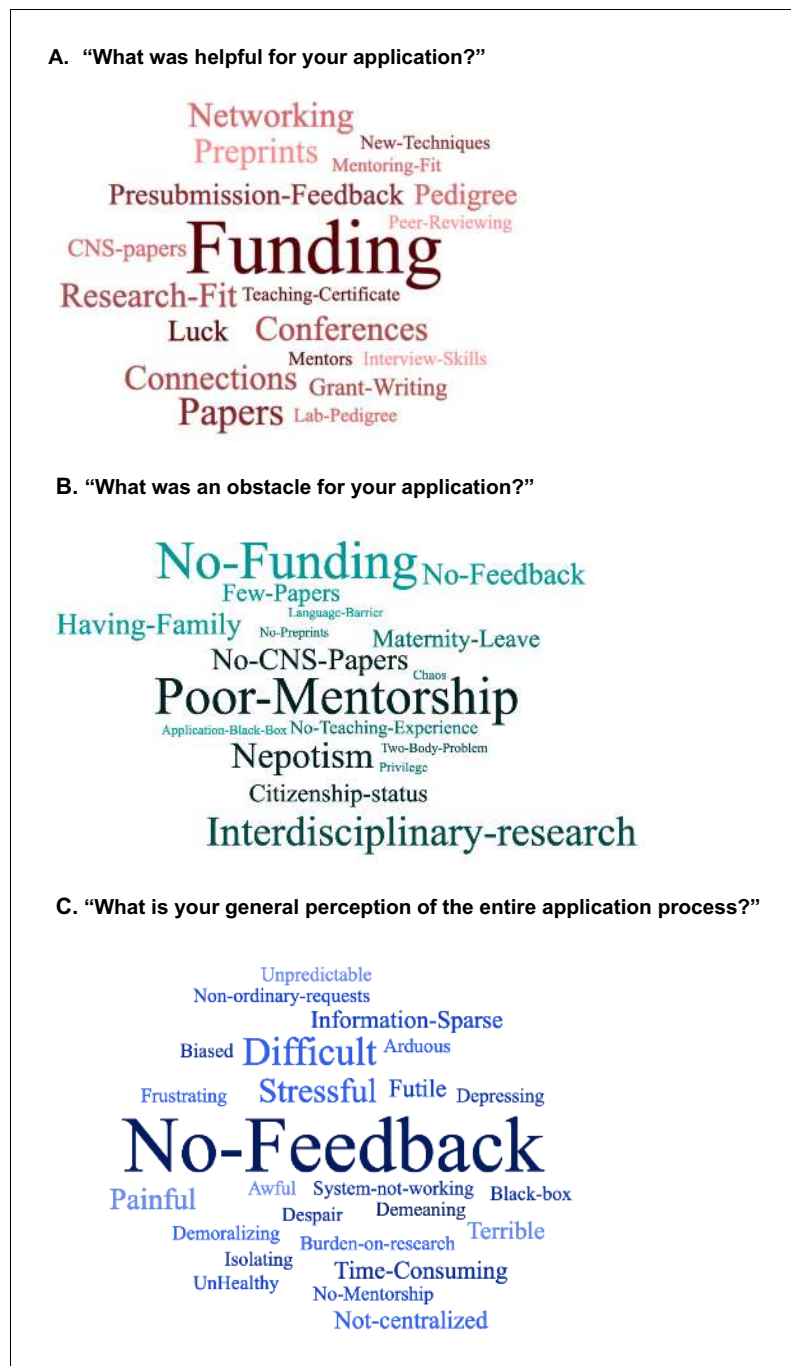 A. “What was helpful for your application?”
Networking
Preprints New-Techniques
Mentoring-Fit
Presubmission-Feedback Pedigree
Peer-Reviewing
CNS-papers Funding
Research-Fit Teaching-Certificate
Luck Conferences
Mentors Interview-Skills
Connections Grant-Writing
Papers Lab-Pedigree
B. “What was an obstacle for your application?”
No-Funding No-Feedback
Few-Papers
Language-Barrier
Having-Family No-Preprints Maternity-Leave
No-CNS-Papers
Chaos
Poor-Mentorship
Application-Black-Box No-Teaching-Experience
Nepotism Two-Body-Problem
Privilege
Citizenship-status
Interdisciplinary-research
C. “What is your general perception of the entire application process?”
Unpredictable
Non-ordinary-requests
Information-Sparse
Biased Difficult Arduous
Frustrating Stressful Futile Depressing
No-Feedback
Painful Awful System-not-working Black-box
Despair Demeaning
Demoralizing Burden-on-research Terrible
Isolating Time-Consuming
UnHealthy No-Mentorship
Not-centralized